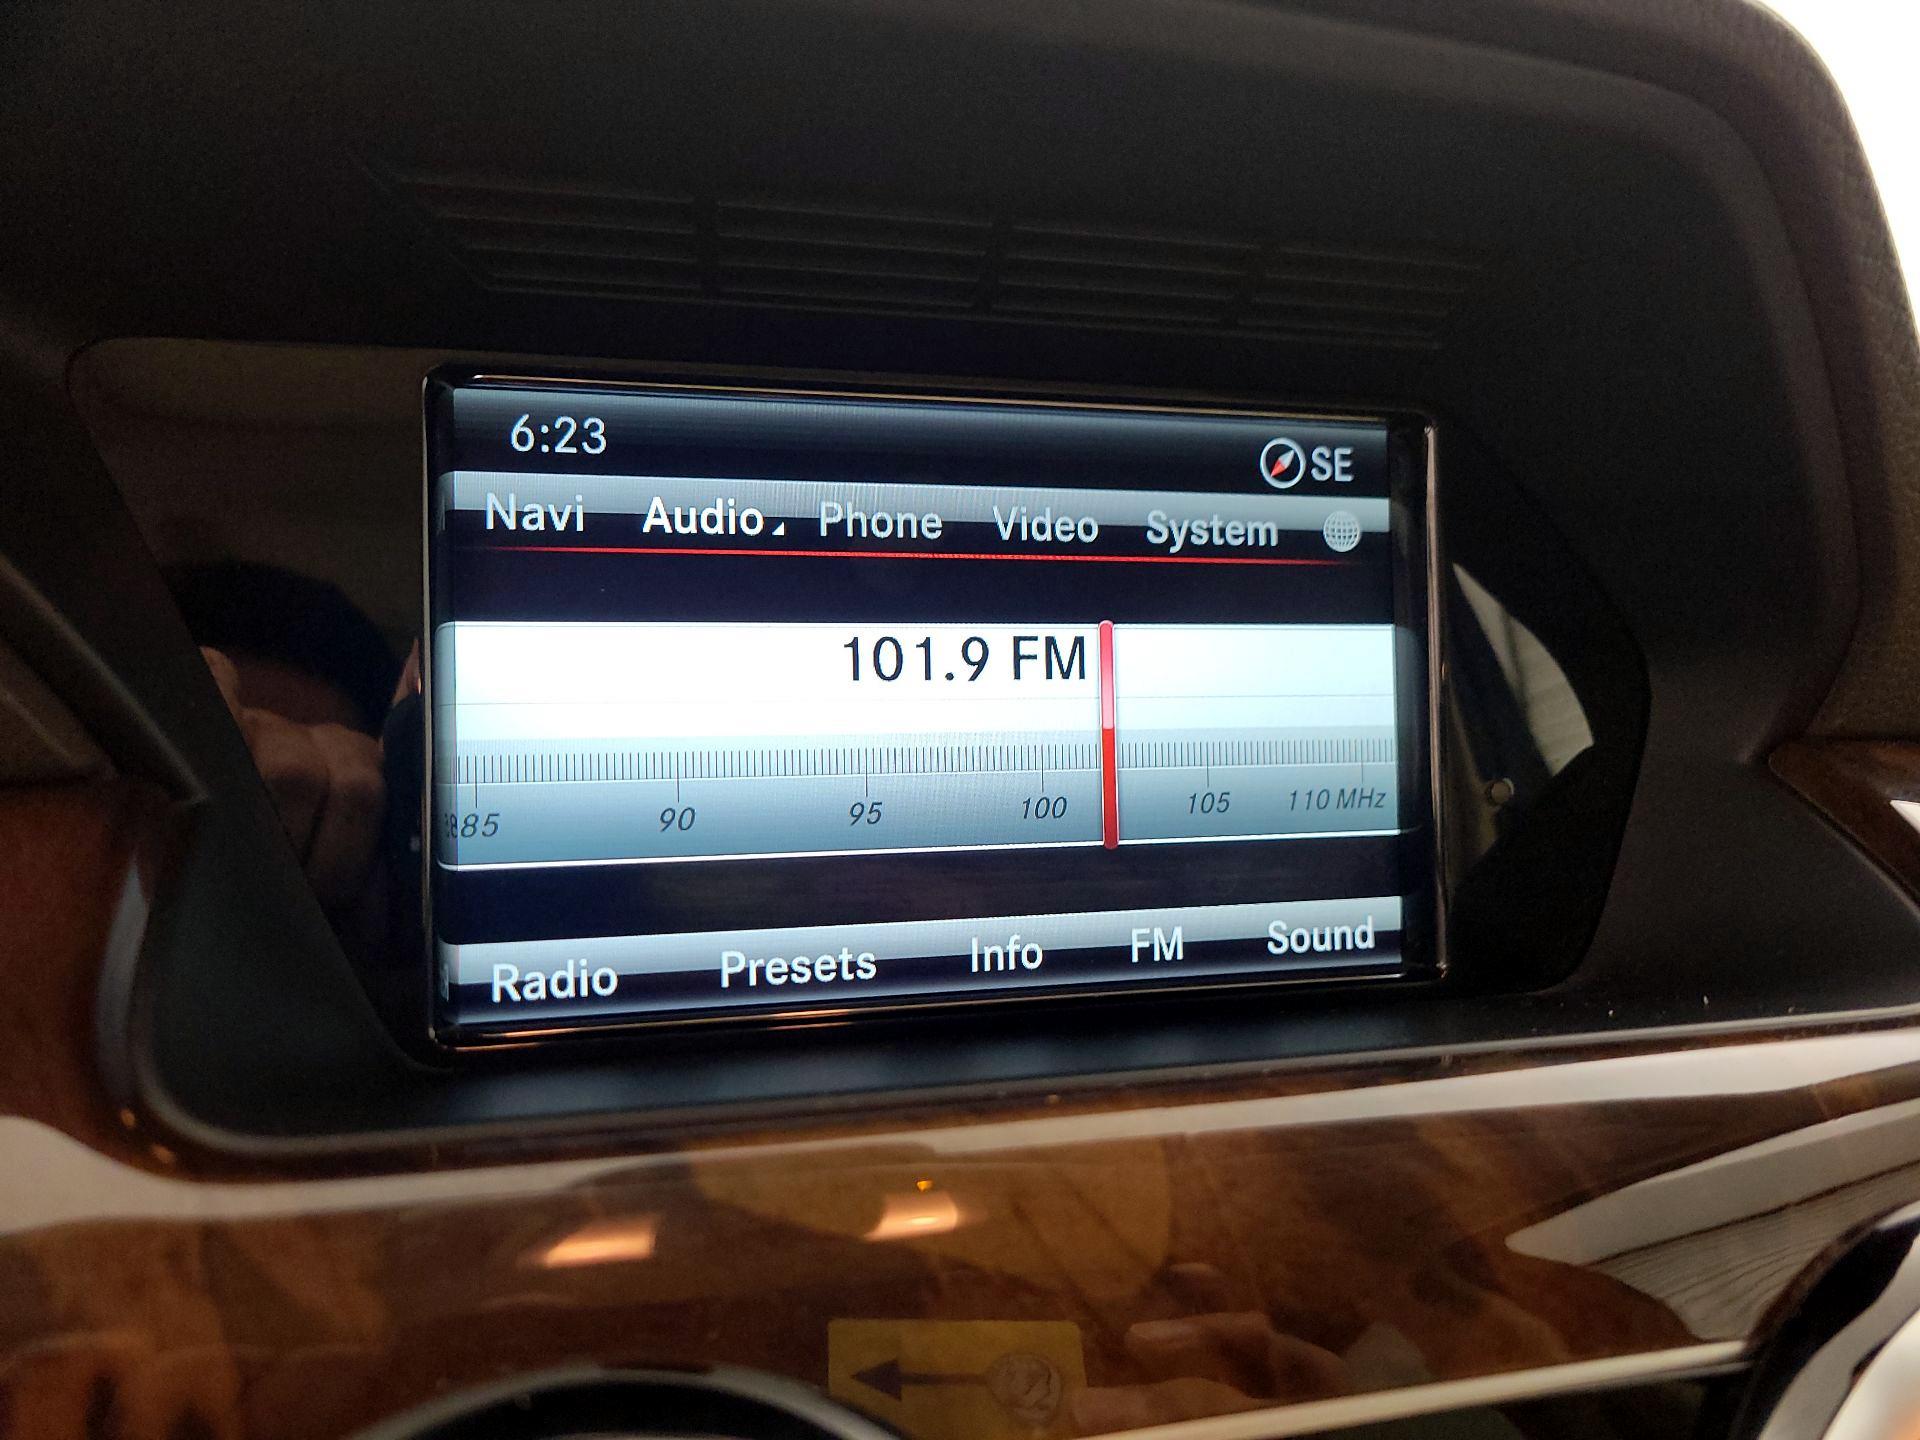 6:23 SE
Navi Audio Phone Video System
101.9 FM
85 90 95 100 105 110 MHz
Radio Presets Info FM Sound